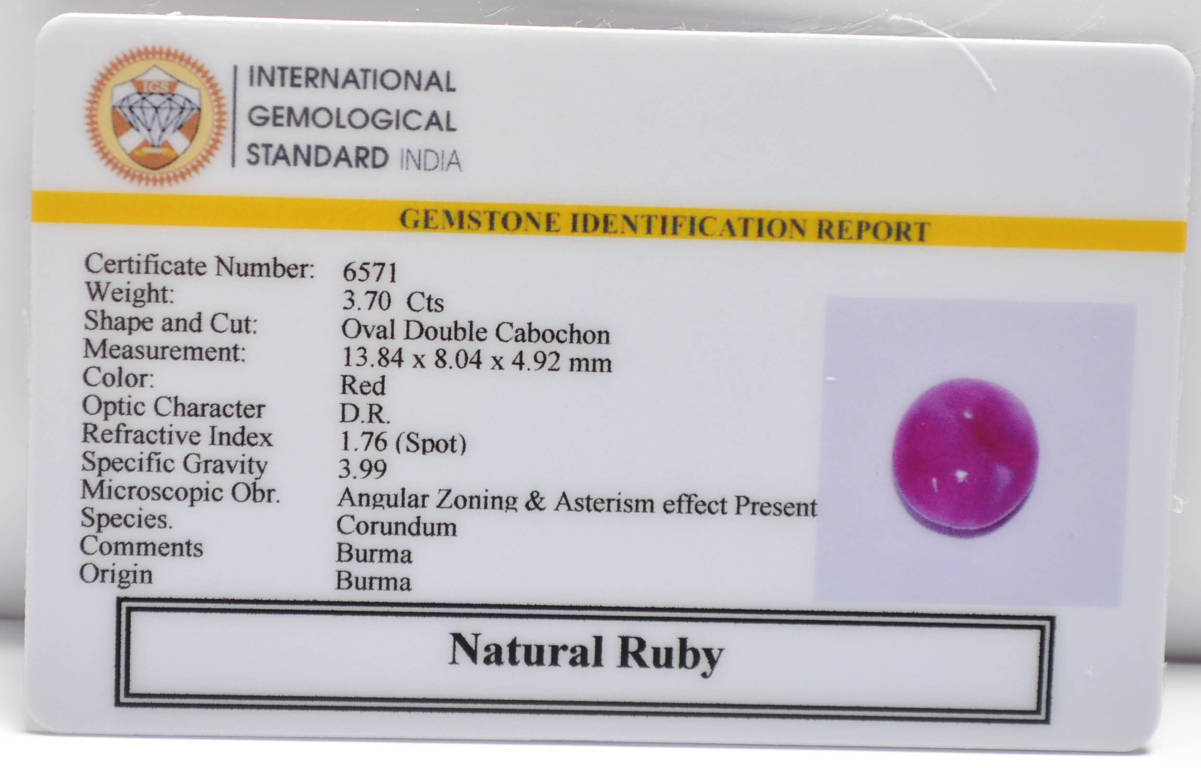 IGS
INTERNATIONAL
GEMOLOGICAL
STANDARD INDIA
GEMSTONE IDENTIFICATION REPORT
Certificate Number: 6571
Weight: 3.70 Cts
Shape and Cut: Oval Double Cabochon
Measurement: 13.84 x 8.04 x 4.92 mm
Color: Red
Optic Character D.R.
Refractive Index 1.76 (Spot)
Specific Gravity 3.99
Microscopic Obr. Angular Zoning & Asterism effect Present
Species. Corundum
Comments Burma
Origin Burma
Natural Ruby